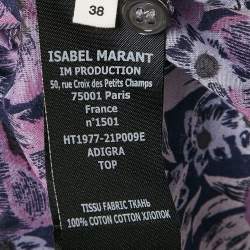 38
ISABEL MARANT
IM PRODUCTION
50, rue Croix des Petits Champs
75001 Paris
France
n°1501
HT1977-21P009E
ADIGRA
TOP
TISSU FABRIC TKAHЬ
100% COTON COTTON ХЛОПОК